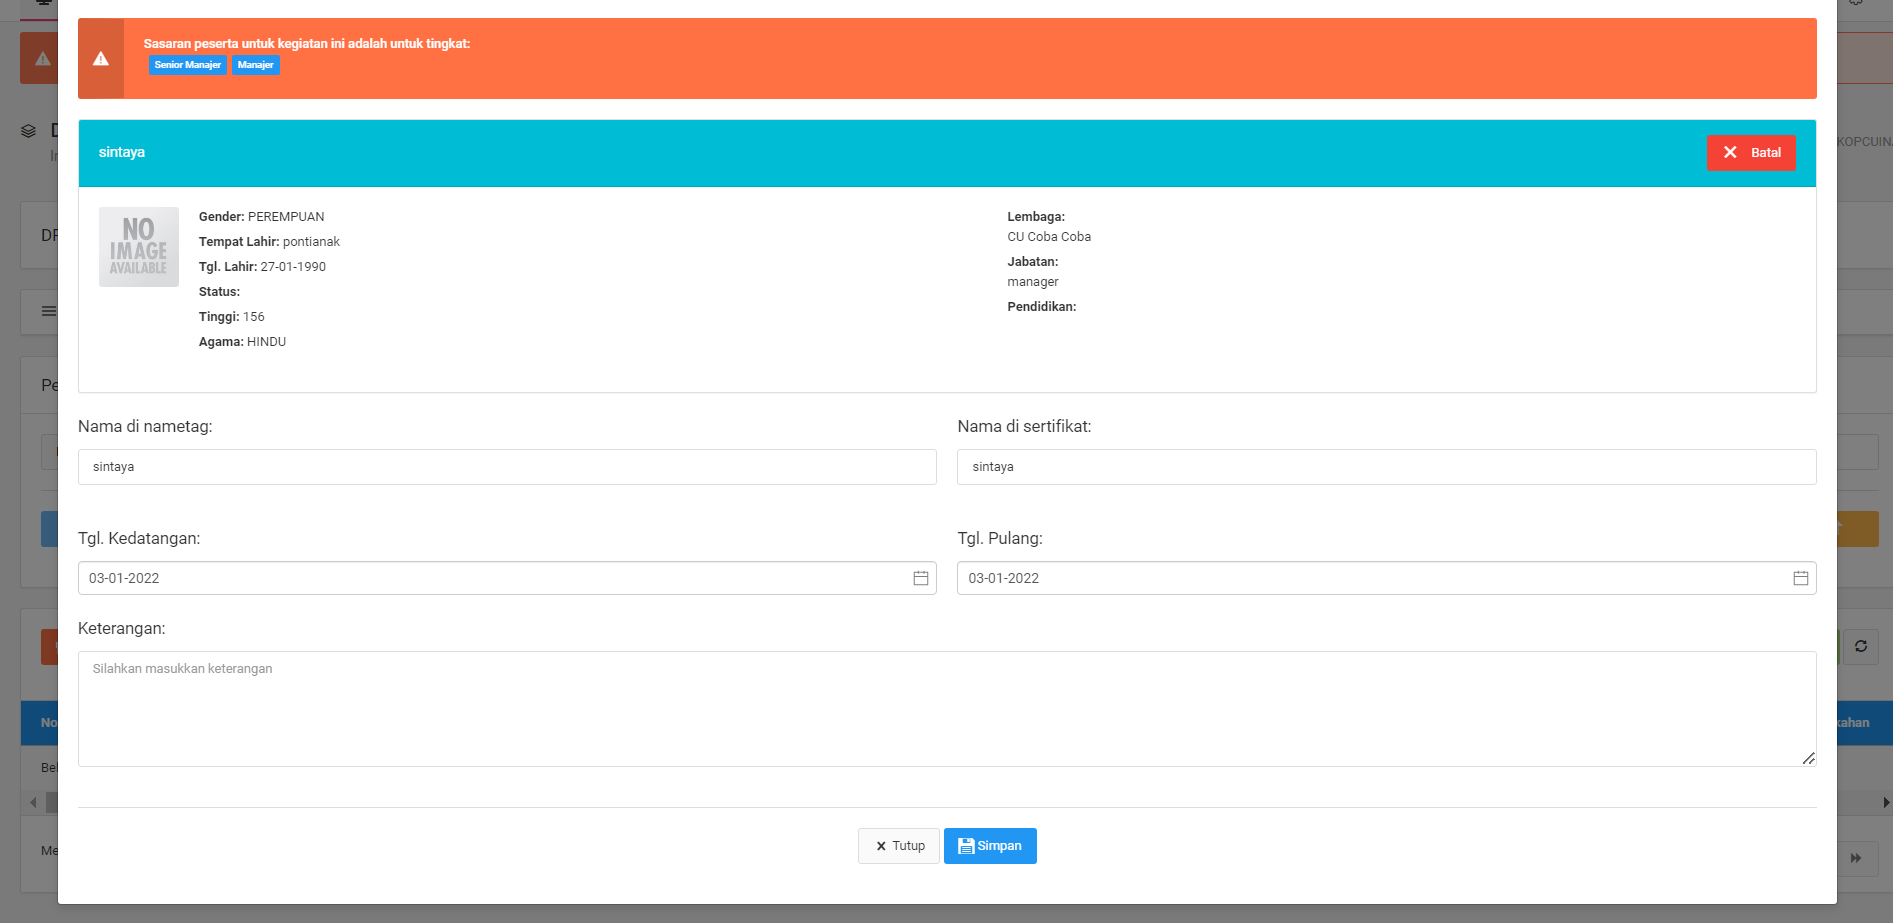 Sasaran peserta untuk kegiatan ini adalah untuk tingkat:
Senior Manajer Manajer
sintaya
Batal
NO
IMAGE
AVAILABLE
Gender: PEREMPUAN
Tempat Lahir: pontianak
Tgl. Lahir: 27-01-1990
Status:
Tinggi: 156
Agama: HINDU
Lembaga:
CU Coba Coba
Jabatan:
manager
Pendidikan:
Nama di nametag:
sintaya
Nama di sertifikat:
sintaya
Tgl. Kedatangan:
03-01-2022
Tgl. Pulang:
03-01-2022
Keterangan:
Silahkan masukkan keterangan
Tutup
Simpan
No